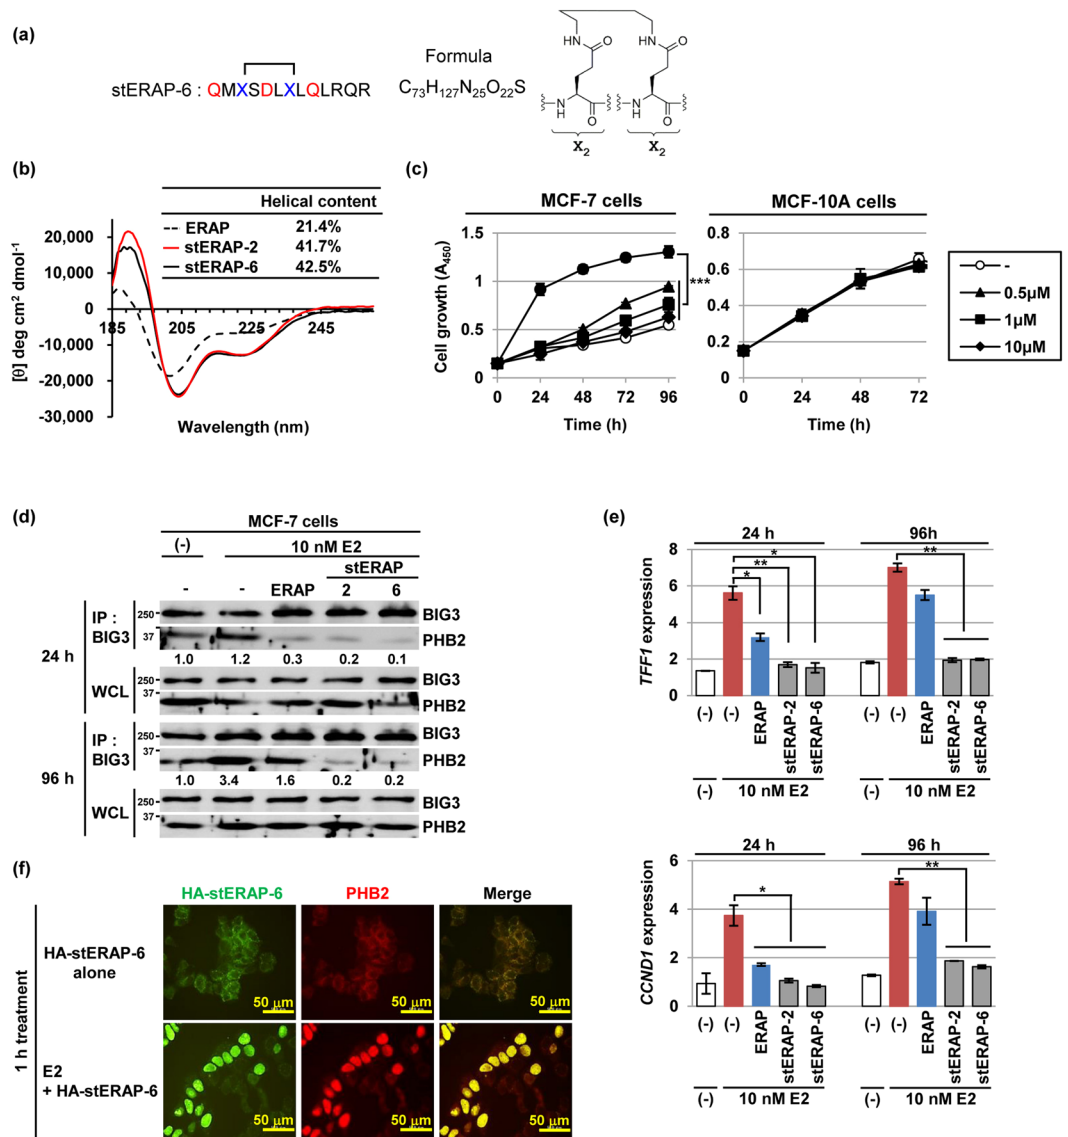 (a)
stERAP-6 : QMXSDLXLQLRQR
Formula
C73H127N25O22S
HN O HN O
N H O N H O
X2 X2
(b)
Helical content
ERAP 21.4%
stERAP-2 41.7%
stERAP-6 42.5%
[θ] deg cm2 dmol-1
20,000
10,000
0
-10,000
-20,000
-30,000
185 205 225 245
Wavelength (nm)
(c)
MCF-7 cells
MCF-10A cells
Cell growth (A450)
1.5
1
0.5
0
0 24 48 72 96
Time (h)
***
0.8
0.6
0.4
0.2
0
0 24 48 72
Time (h)
-
0.5μM
1μM
10μM
(d)
MCF-7 cells
(-) 10 nM E2
stERAP
- - ERAP 2 6
24 h
IP : BIG3
250 BIG3
37 PHB2
1.0 1.2 0.3 0.2 0.1
WCL
250 BIG3
37 PHB2
96 h
IP : BIG3
250 BIG3
37 PHB2
1.0 3.4 1.6 0.2 0.2
WCL
250 BIG3
37 PHB2
(e)
24 h 96h
TFF1 expression
8
6
4
2
0
* ** * **
(-) (-) ERAP stERAP-2 stERAP-6 (-) (-) ERAP stERAP-2 stERAP-6
(-) 10 nM E2 (-) 10 nM E2
24 h 96 h
CCND1 expression
6
4
2
0
* **
(-) (-) ERAP stERAP-2 stERAP-6 (-) (-) ERAP stERAP-2 stERAP-6
(-) 10 nM E2 (-) 10 nM E2
(f)
HA-stERAP-6 PHB2 Merge
1 h treatment
HA-stERAP-6
alone
50 μm 50 μm 50 μm
E2
+ HA-stERAP-6
50 μm 50 μm 50 μm